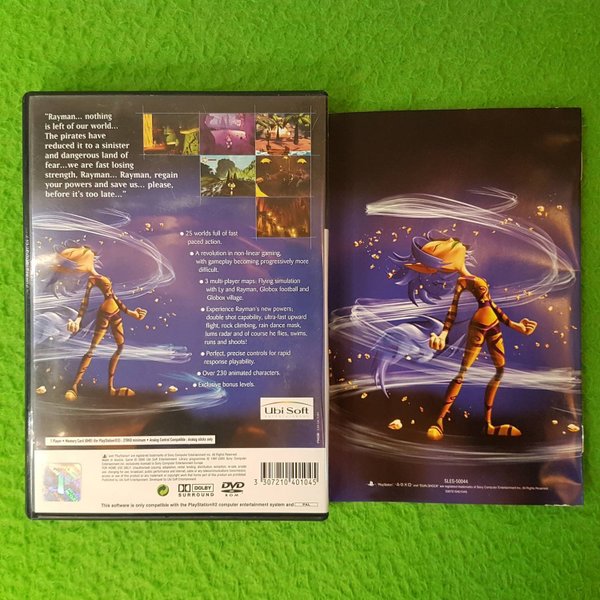 "Rayman... nothing
is left of our world...
The pirates have
reduced it to a sinister
and dangerous land of
fear...we are fast losing
strength. Rayman... Rayman, regain
your powers and save us... please,
before it's too late..."
• 25 worlds full of fast
paced action.
• A revolution in non-linear gaming,
with gameplay becoming progressively more
difficult.
• 3 multi-player maps: Flying simulation
with Ly and Rayman, Globox football and
Globox village.
• Experience Rayman's new powers;
double shot capability, ultra-fast upward
flight, rock climbing, rain dance mask,
lums radar and of course he flies, swims,
runs and shoots!
• Perfect, precise controls for rapid
response playability.
• Over 230 animated characters.
• Exclusive bonus levels.
Ubi Soft
ENTERTAINMENT
3 307210 401045
DOLBY
SURROUND
DVD
ROM
This software is only compatible with the PlayStation®2 computer entertainment system and
PAL
SLES-50044